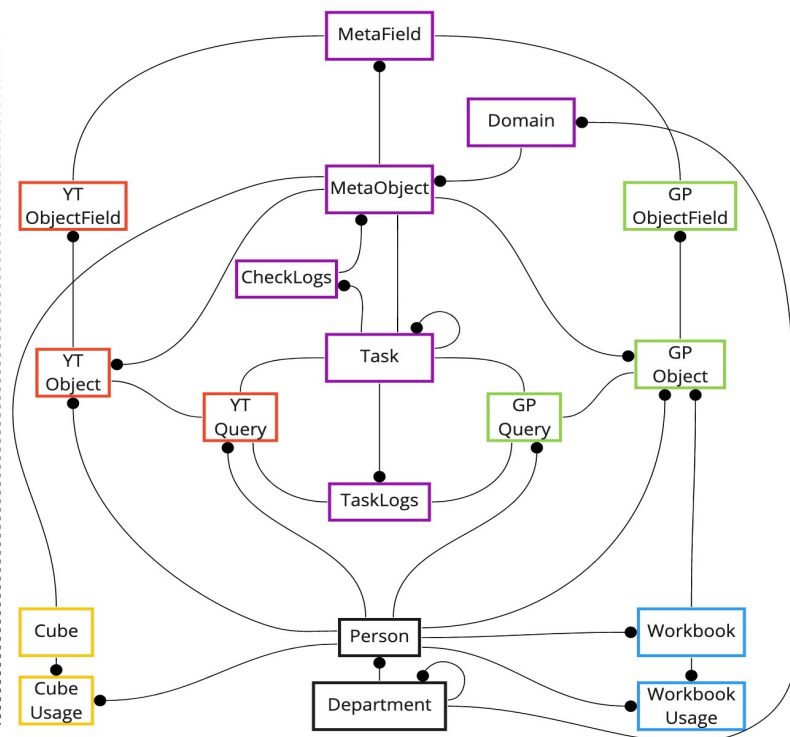 MetaField
Domain
MetaObject
YT
ObjectField
GP
ObjectField
CheckLogs
Task
YT
Object
GP
Object
YT
Query
GP
Query
TaskLogs
Cube
Person
Workbook
Cube
Usage
Department
Workbook
Usage